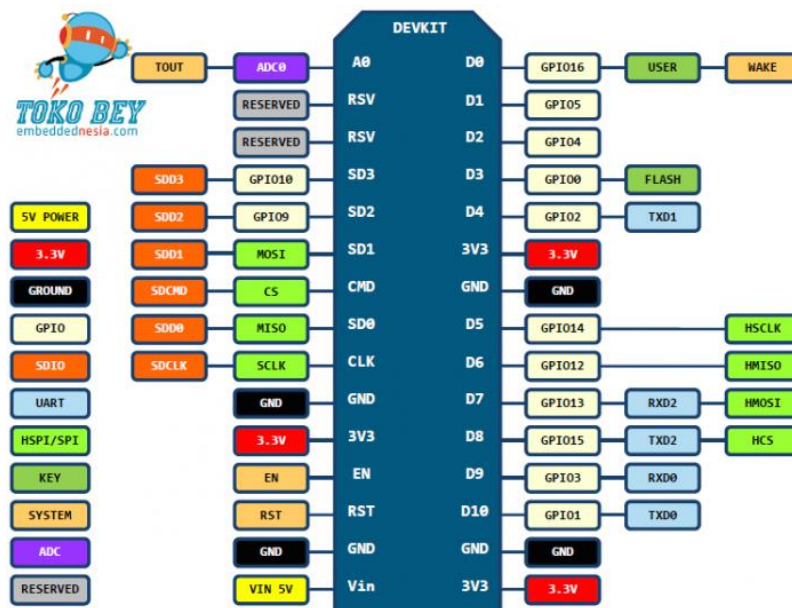 DEVKIT
TOKO BEY
embeddednesia.com
TOUT ADC0 A0 D0 GPIO16 USER WAKE
RESERVED RSV D1 GPIO5
RESERVED RSV D2 GPIO4
SDD3 GPIO10 SD3 D3 GPIO0 FLASH
5V POWER SDD2 GPIO9 SD2 D4 GPIO2 TXD1
3.3V SDD1 MOSI SD1 3V3 3.3V
GROUND SDCMD CS CMD GND GND
GPIO SDD0 MISO SD0 D5 GPIO14 HSCLK
SDIO SDCLK SCLK CLK D6 GPIO12 HMISO
UART GND GND D7 GPIO13 RXD2 HMOSI
HSPI/SPI 3.3V 3V3 D8 GPIO15 TXD2 HCS
KEY EN EN D9 GPIO3 RXD0
SYSTEM RST RST D10 GPIO1 TXD0
ADC GND GND GND GND
RESERVED VIN 5V Vin 3V3 3.3V